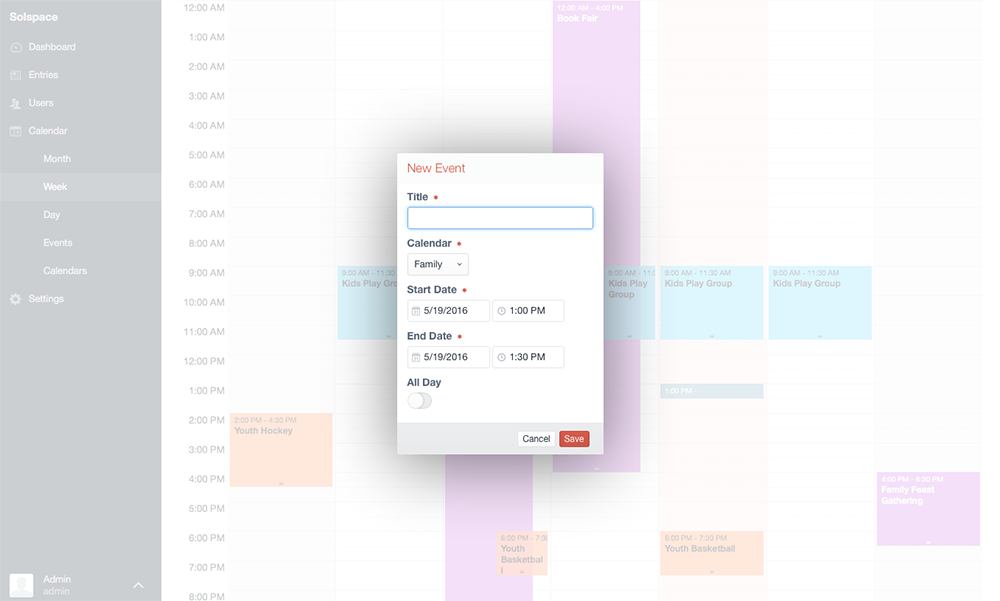 Solspace
Dashboard
Entries
Users
Calendar
Month
Week
Day
Events
Calendars
Settings
Admin
admin
12:00 AM
1:00 AM
2:00 AM
3:00 AM
4:00 AM
5:00 AM
6:00 AM
7:00 AM
8:00 AM
9:00 AM
10:00 AM
11:00 AM
12:00 PM
1:00 PM
2:00 PM
3:00 PM
4:00 PM
5:00 PM
6:00 PM
7:00 PM
8:00 PM
2:00 PM - 4:30 PM
Youth Hockey
9:00 AM - 11:30
Kids Play Gro
6:00 PM - 7:30
Youth
Basketbal
l
12:00 AM - 4:00 PM
Book Fair
9:00 AM - 11:0
Kids Play
Group
9:00 AM - 11:30 AM
Kids Play Group
1:00 PM -
6:00 PM - 7:30 PM
Youth Basketball
9:00 AM - 11:30 AM
Kids Play Group
4:00 PM - 6:30 PM
Family Feast
Gathering
New Event
Title
Calendar
Family
Start Date
5/19/2016 1:00 PM
End Date
5/19/2016 1:30 PM
All Day
Cancel Save